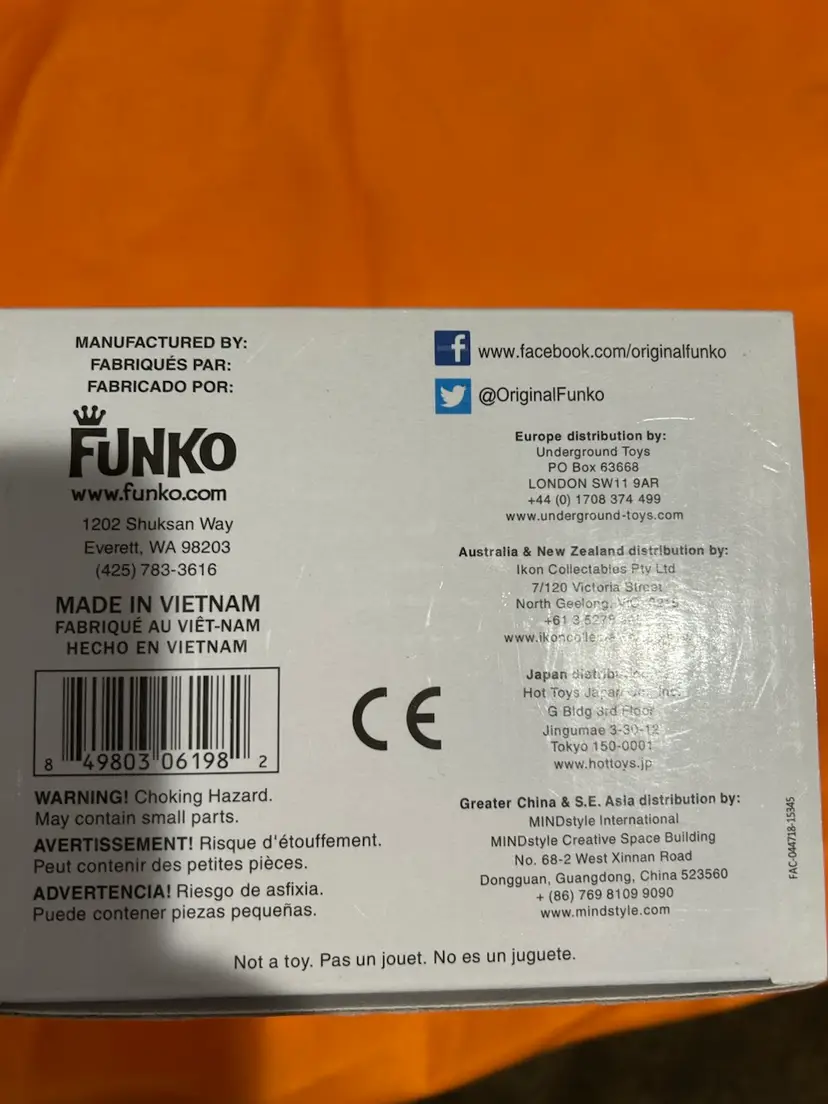 MANUFACTURED BY:
FABRIQUÉS PAR:
FABRICADO POR:
FUNKO
www.funko.com
1202 Shuksan Way
Everett, WA 98203
(425) 783-3616
MADE IN VIETNAM
FABRIQUÉ AU VIÊT-NAM
HECHO EN VIETNAM
8 49803 06198 2
WARNING! Choking Hazard.
May contain small parts.
AVERTISSEMENT! Risque d'étouffement.
Peut contenir des petites pièces.
ADVERTENCIA! Riesgo de asfixia.
Puede contener piezas pequeñas.
CE
f www.facebook.com/originalfunko
@OriginalFunko
Europe distribution by:
Underground Toys
PO Box 63668
LONDON SW11 9AR
+44 (0) 1708 374 499
www.underground-toys.com
Australia & New Zealand distribution by:
Ikon Collectables Pty Ltd
7/120 Victoria Street
North Geelong,
+61 3 5279
Japan
Hot Toys Japan Inc.
G Bldg 3rd Floor
Jingumae 3-30-12
Tokyo 150-0001
www.hottoys.jp
Greater China & S.E. Asia distribution by:
MINDstyle International
MINDstyle Creative Space Building
No. 68-2 West Xinnan Road
Dongguan, Guangdong, China 523560
+ (86) 769 8109 9090
www.mindstyle.com
FAC-044718-15345
Not a toy. Pas un jouet. No es un juguete.